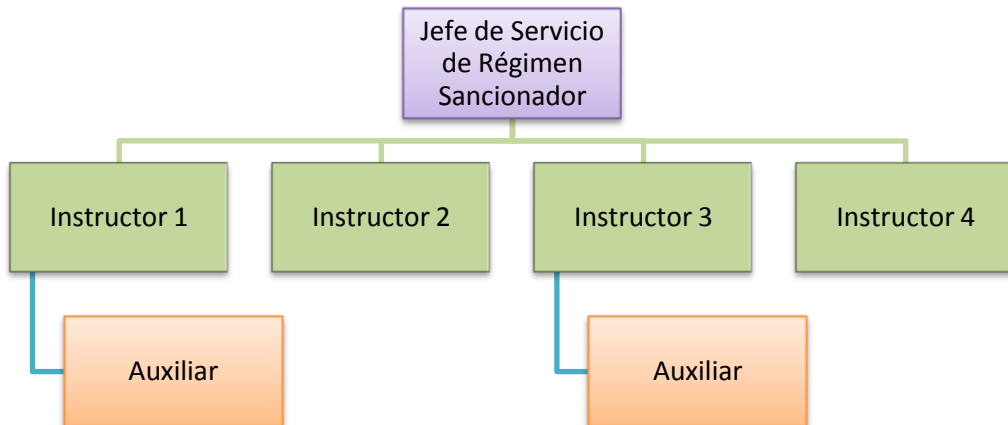 Jefe de Servicio
de Régimen
Sancionador
Instructor 1
Instructor 2
Instructor 3
Instructor 4
Auxiliar
Auxiliar